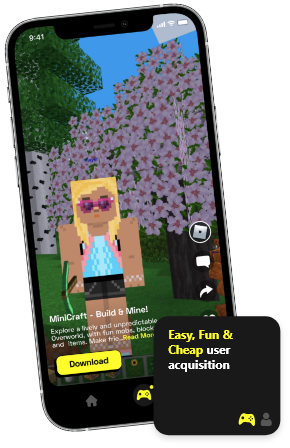 9:41
MiniCraft - Build & Mine!
Explore a lively and unpredictable
Overworld, with fun mobs, block
and items. Make frie..Read More
Download
Easy, Fun &
Cheap user
acquisition